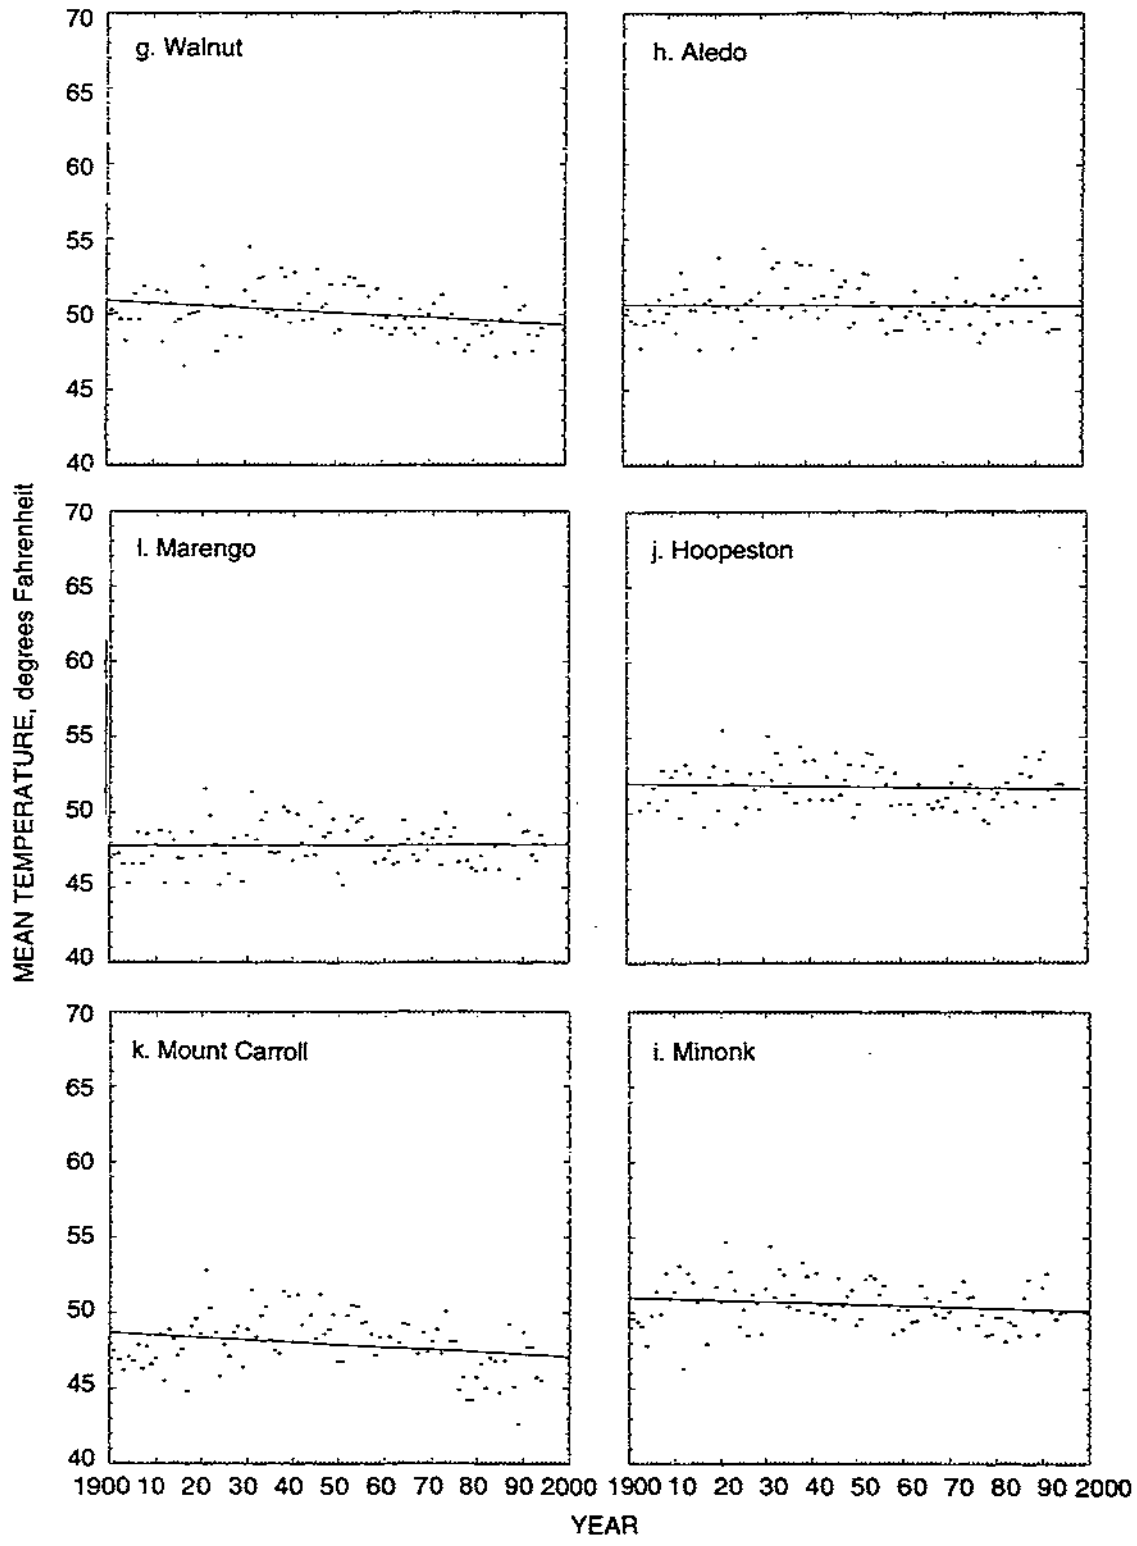 70
g. Walnut
h. Aledo
65
60
55
50
45
40
70
l. Marengo
j. Hoopeston
65
60
55
50
45
40
70
k. Mount Carroll
i. Minonk
65
60
55
50
45
40
1900 10 20 30 40 50 60 70 80 90 2000 1900 10 20 30 40 50 60 70 80 90 2000
YEAR
MEAN TEMPERATURE, degrees Fahrenheit